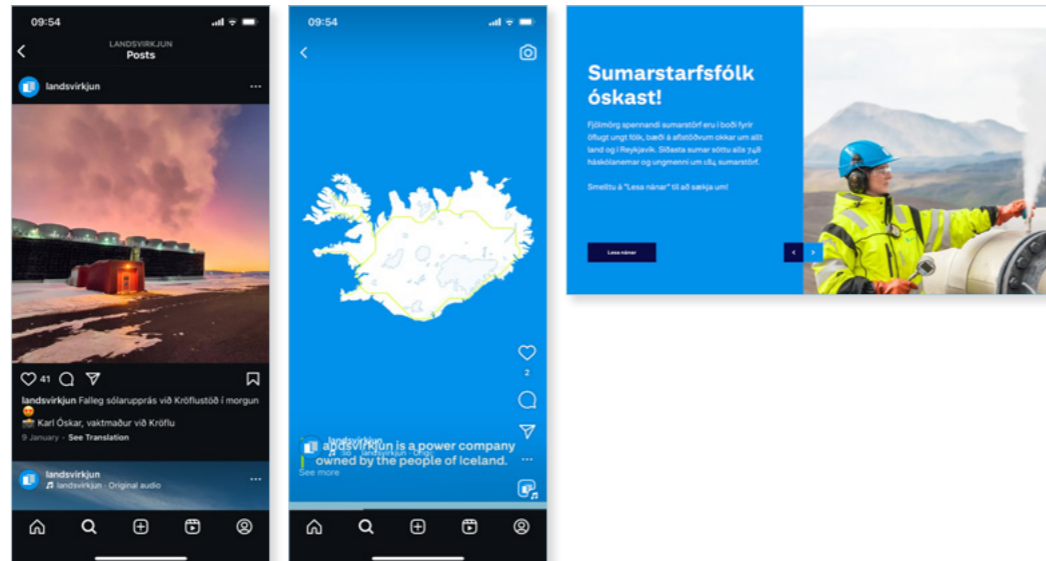 09:54
LANDSVIRKJUN
Posts
landsvirkjun
41
landsvirkjun Falleg sólarupprás við Kröflustöð í morgun
Karl Óskar, vaktmaður við Kröflu
9 January · See Translation
landsvirkjun
landsvirkjun · Original audio
09:54
2
landsvirkjun
andsvirkjun is a power company
owned by the people of Iceland.
See more
Sumarstarfsfólk
óskast!
Fjölmörg spennandi sumarstörf eru í boði fyrir
öflugt ungt fólk, bæði á aflstöðvum okkar um allt
land og í Reykjavík. Síðasta sumar sóttu alls 748
háskólanemar og ungmenni um 184 sumarstörf.
Smelltu á "Lesa nánar" til að sækja um!
Lesa nánar